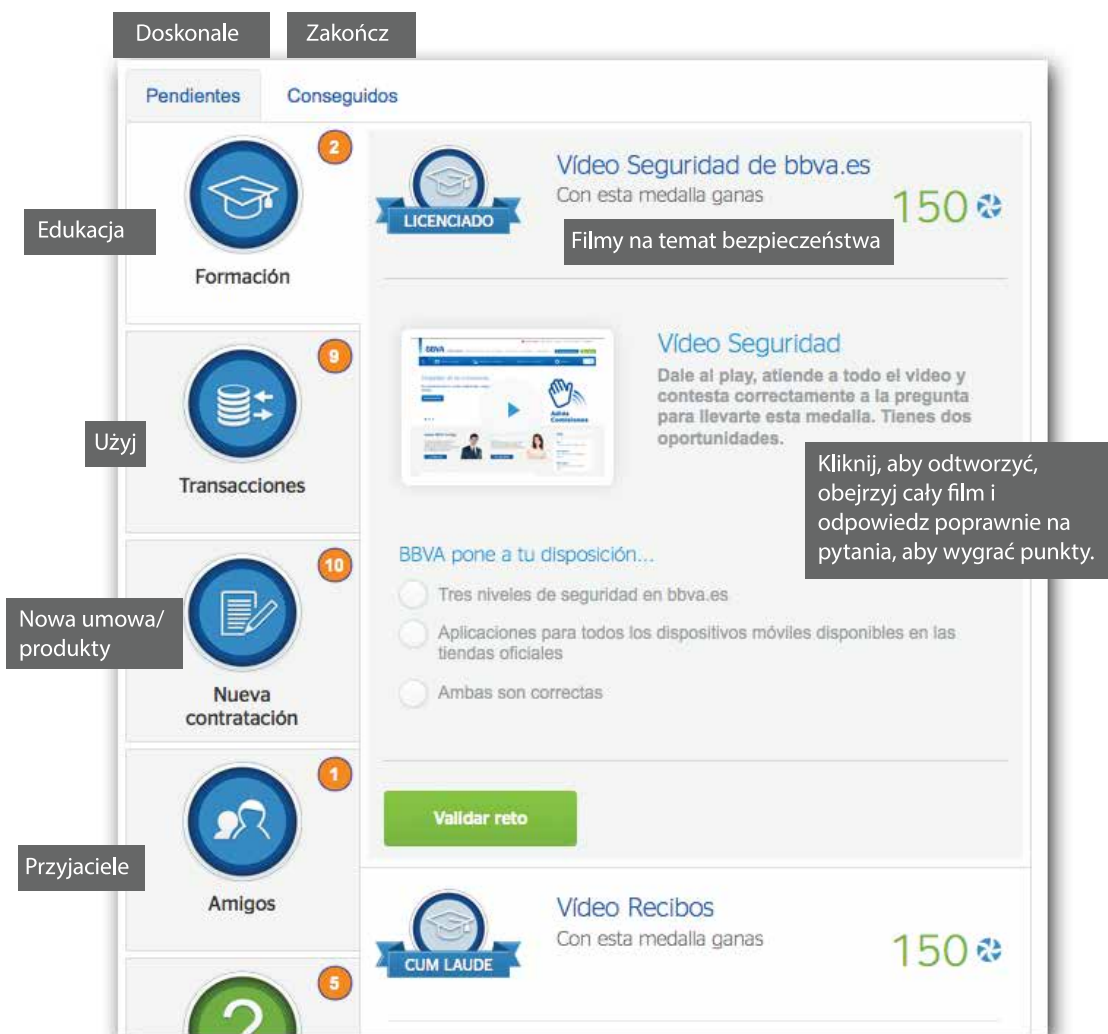 Doskonale
Zakończ
Pendientes
Conseguidos
2
Edukacja
Formación
LICENCIADO
Vídeo Seguridad de bbva.es
Con esta medalla ganas
150
Filmy na temat bezpieczeństwa
BBVA
Vídeo Seguridad
Dale al play, atiende a todo el video y
contesta correctamente a la pregunta
para llevarte esta medalla. Tienes dos
oportunidades.
Kliknij, aby odtworzyć,
obejrzyj cały film i
odpowiedz poprawnie na
pytania, aby wygrać punkty.
9
Użyj
Transacciones
BBVA pone a tu disposición...
Tres niveles de seguridad en bbva.es
Aplicaciones para todos los dispositivos móviles disponibles en las
tiendas oficiales
Ambas son correctas
10
Nowa umowa/
produkty
Nueva
contratación
1
Validar reto
Przyjaciele
Amigos
CUM LAUDE
Vídeo Recibos
Con esta medalla ganas
150
5
?